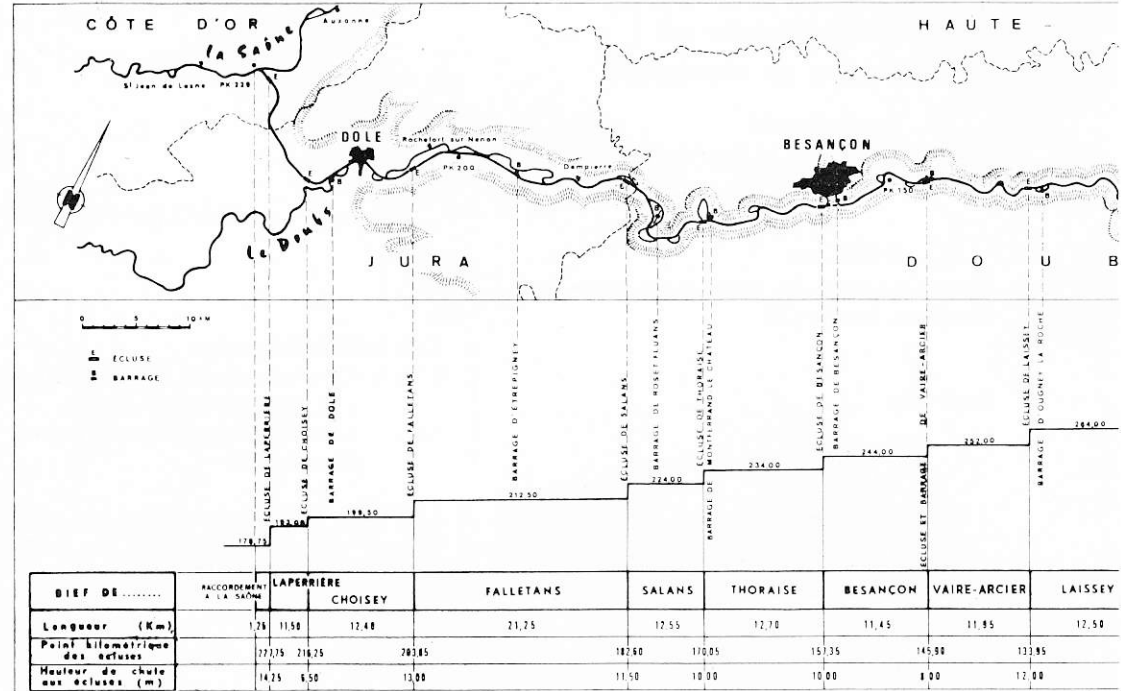 CÔTE D'OR
HAUTE
la Saône
Auxonne
St Jean de Losne
PK 220
DOLE
Rochefort sur Nenon
PK 200
Dampierre
BESANÇON
PK 150
le Doubs
JURA
DOUB
N
0 5 10 KM
E ÉCLUSE
B BARRAGE
ÉCLUSE DE LAPERRIÈRE
ÉCLUSE DE CHOISEY
BARRAGE DE DOLE
ÉCLUSE DE FALLETANS
BARRAGE D'ÉTREPIGNEY
ÉCLUSE DE SALANS
BARRAGE DE ROSET FLUANS
ÉCLUSE DE THORAISE
BARRAGE DE MONTFERRAND LE CHÂTEAU
ÉCLUSE DE BESANÇON
BARRAGE DE BESANÇON
ÉCLUSE ET BARRAGE DE VAIRE-ARCIER
ÉCLUSE DE LAISSEY
BARRAGE D'OUGNEY LA ROCHE
178,75
199,50
212,50
224,00
234,00
244,00
252,00
264,00
BIEF DE........ RACCORDEMENT A LA SAÔNE LAPERRIÈRE CHOISEY FALLETANS SALANS THORAISE BESANÇON VAIRE-ARCIER LAISSEY
Longueur (Km) 1,26 11,50 12,40 21,25 12,55 12,70 11,45 11,95 12,50
Point kilométrique des écluses 216,25 203,85 182,60 170,05 157,35 145,90 133,95
Hauteur de chute aux écluses (m) 14,25 6,50 13,00 11,50 10,00 10,00 8,00 12,00